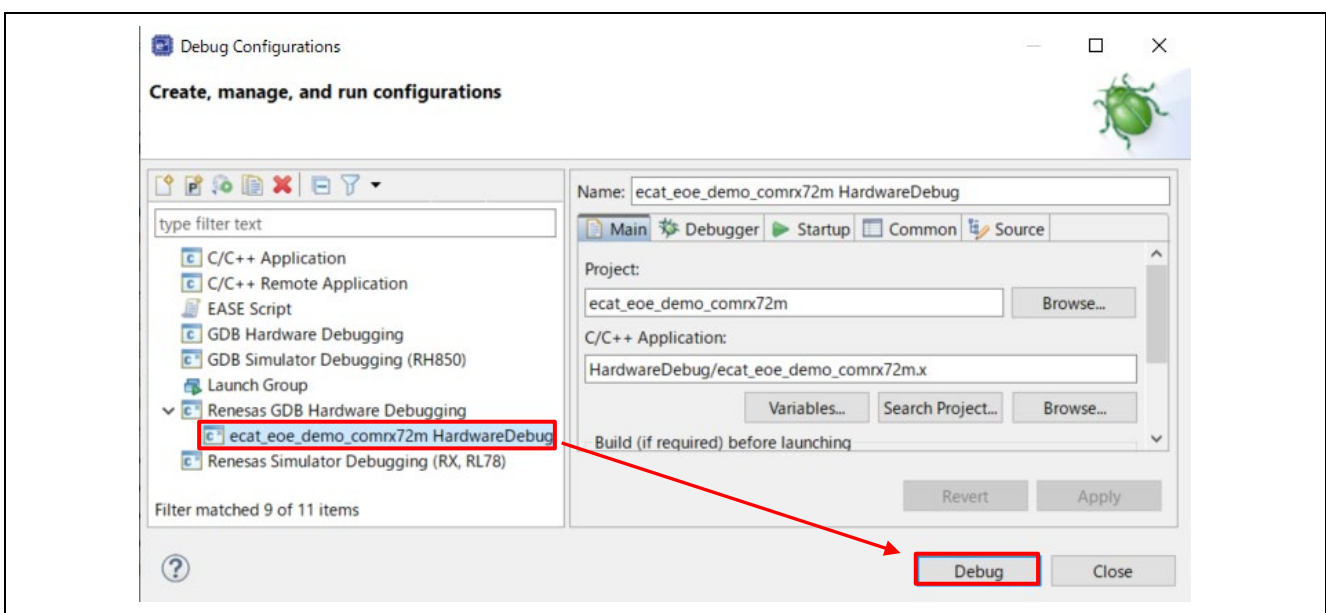 Debug Configurations
Create, manage, and run configurations
type filter text
C/C++ Application
C/C++ Remote Application
EASE Script
GDB Hardware Debugging
GDB Simulator Debugging (RH850)
Launch Group
Renesas GDB Hardware Debugging
ecat_eoe_demo_comrx72m HardwareDebug
Renesas Simulator Debugging (RX, RL78)
Filter matched 9 of 11 items
Name: ecat_eoe_demo_comrx72m HardwareDebug
Main Debugger Startup Common Source
Project:
ecat_eoe_demo_comrx72m Browse...
C/C++ Application:
HardwareDebug/ecat_eoe_demo_comrx72m.x
Variables... Search Project... Browse...
Build (if required) before launching
Revert Apply
Debug Close